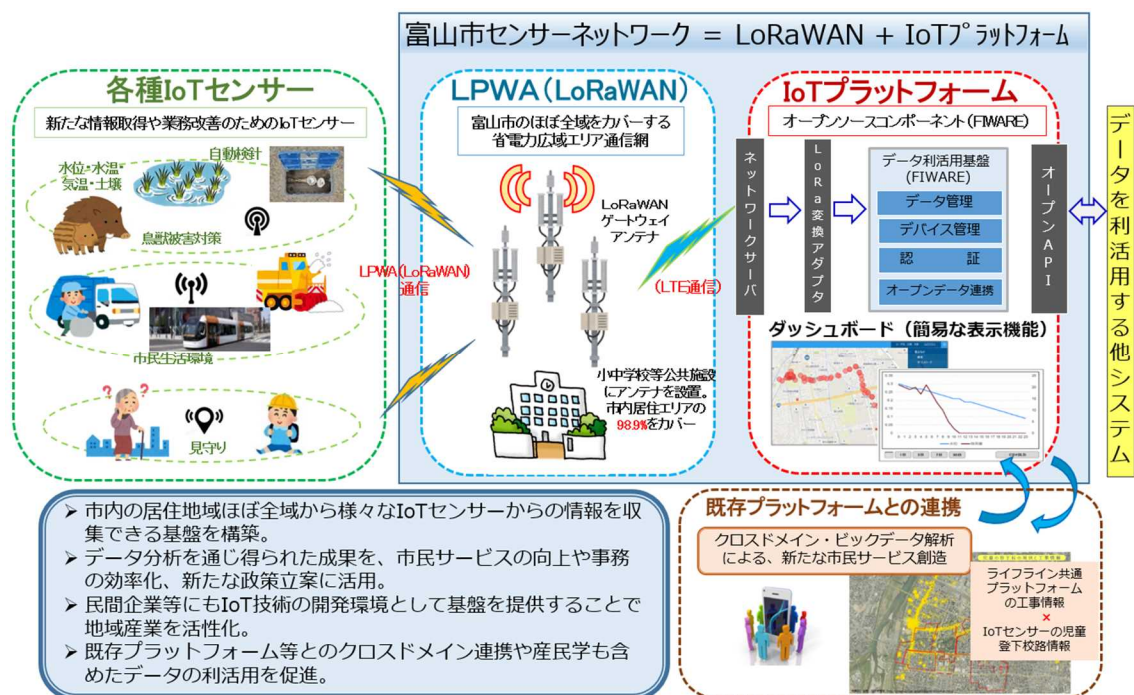 富山市センサーネットワーク = LoRaWAN + IoTプラットフォーム
各種IoTセンサー
新たな情報取得や業務改善のためのIoTセンサー
水位・水温・
気温・土壌
自動検針
鳥獣被害対策
市民生活環境
見守り
LPWA(LoRaWAN)
通信
LPWA(LoRaWAN)
富山市のほぼ全域をカバーする
省電力広域エリア通信網
LoRaWAN
ゲートウェイ
アンテナ
(LTE通信)
小中学校等公共施設
にアンテナを設置。
市内居住エリアの
98.9%をカバー
IoTプラットフォーム
オープンソースコンポーネント(FIWARE)
ネットワークサーバ
LoRa変換アダプタ
データ利活用基盤
(FIWARE)
データ管理
デバイス管理
認 証
オープンデータ連携
オープンAPI
データを利活用する他システム
ダッシュボード(簡易な表示機能)
➢ 市内の居住地域ほぼ全域から様々なIoTセンサーからの情報を収
集できる基盤を構築。
➢ データ分析を通じ得られた成果を、市民サービスの向上や事務
の効率化、新たな政策立案に活用。
➢ 民間企業等にもIoT技術の開発環境として基盤を提供することで
地域産業を活性化。
➢ 既存プラットフォーム等とのクロスドメイン連携や産民学も含
めたデータの利活用を促進。
既存プラットフォームとの連携
クロスドメイン・ビックデータ解析
による、新たな市民サービス創造
ライフライン共通
プラットフォーム
の工事情報
×
IoTセンサーの児童
登下校路情報